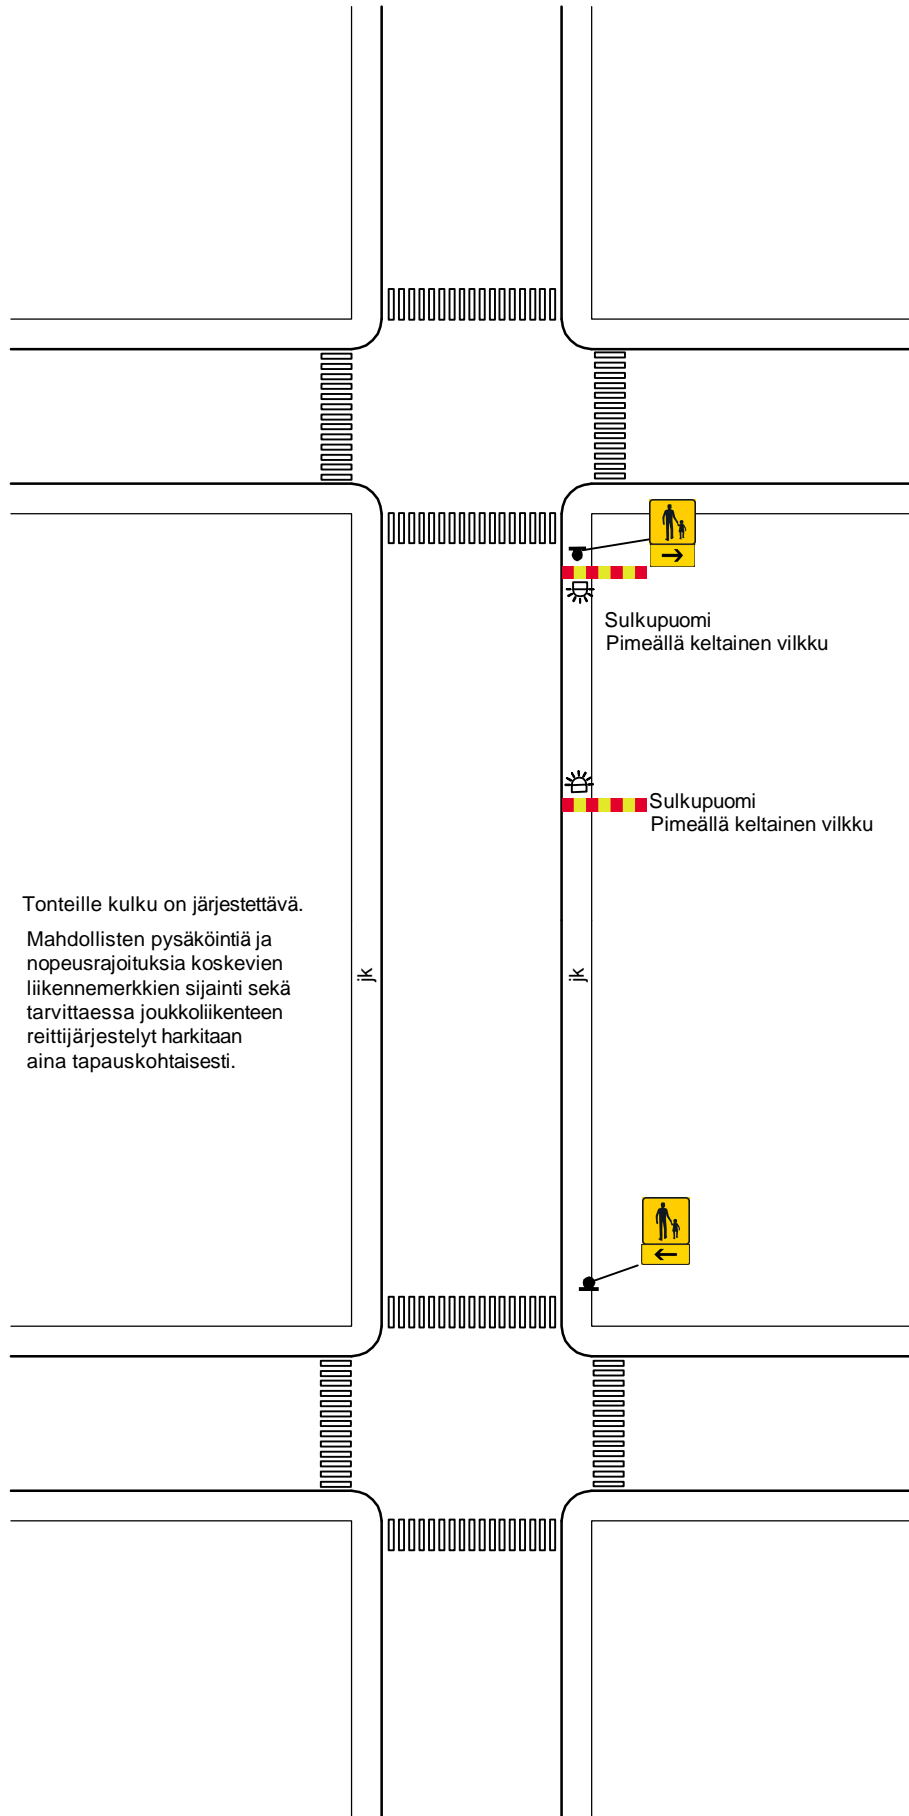 Sulkupuomi
Pimeällä keltainen vilkku
Sulkupuomi
Pimeällä keltainen vilkku
Tonteille kulku on järjestettävä.
Mahdollisten pysäköintiä ja
nopeusrajoituksia koskevien
liikennemerkkien sijainti sekä
tarvittaessa joukkoliikenteen
reittijärjestelyt harkitaan
aina tapauskohtaisesti.
jk
jk